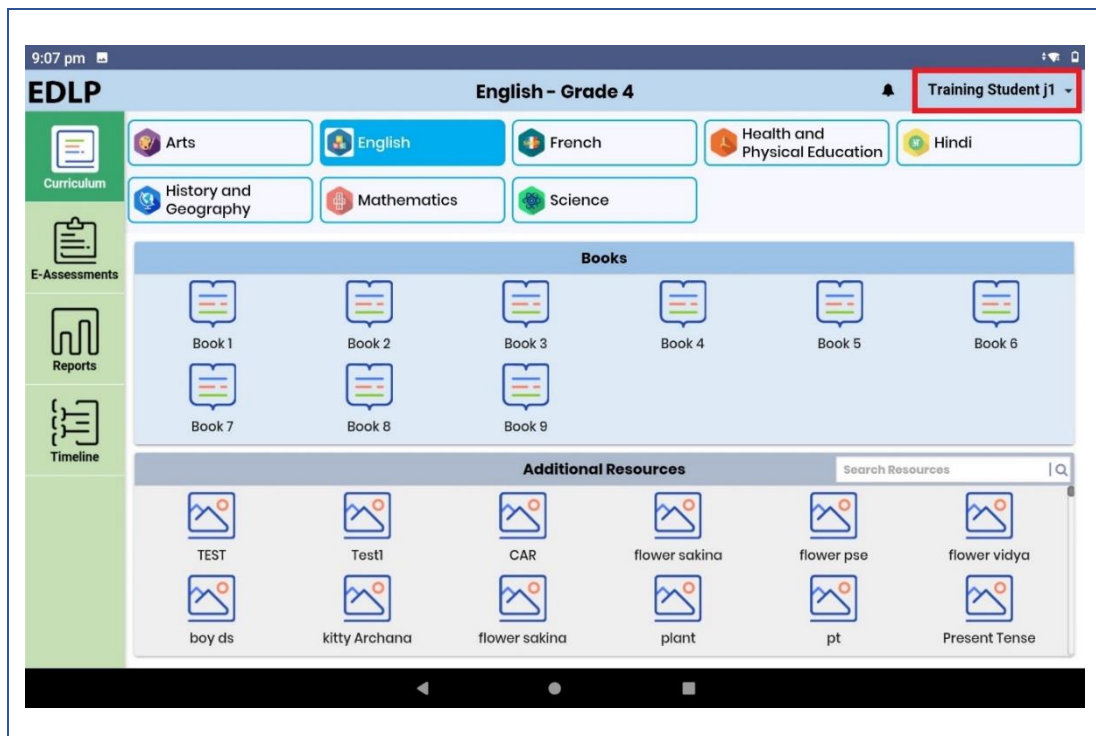 9:07 pm
EDLP
English - Grade 4
Training Student j1
Curriculum
E-Assessments
Reports
Timeline
Arts
English
French
Health and
Physical Education
Hindi
History and
Geography
Mathematics
Science
Books
Book 1
Book 2
Book 3
Book 4
Book 5
Book 6
Book 7
Book 8
Book 9
Additional Resources
Search Resources
TEST
Test1
CAR
flower sakina
flower pse
flower vidya
boy ds
kitty Archana
flower sakina
plant
pt
Present Tense